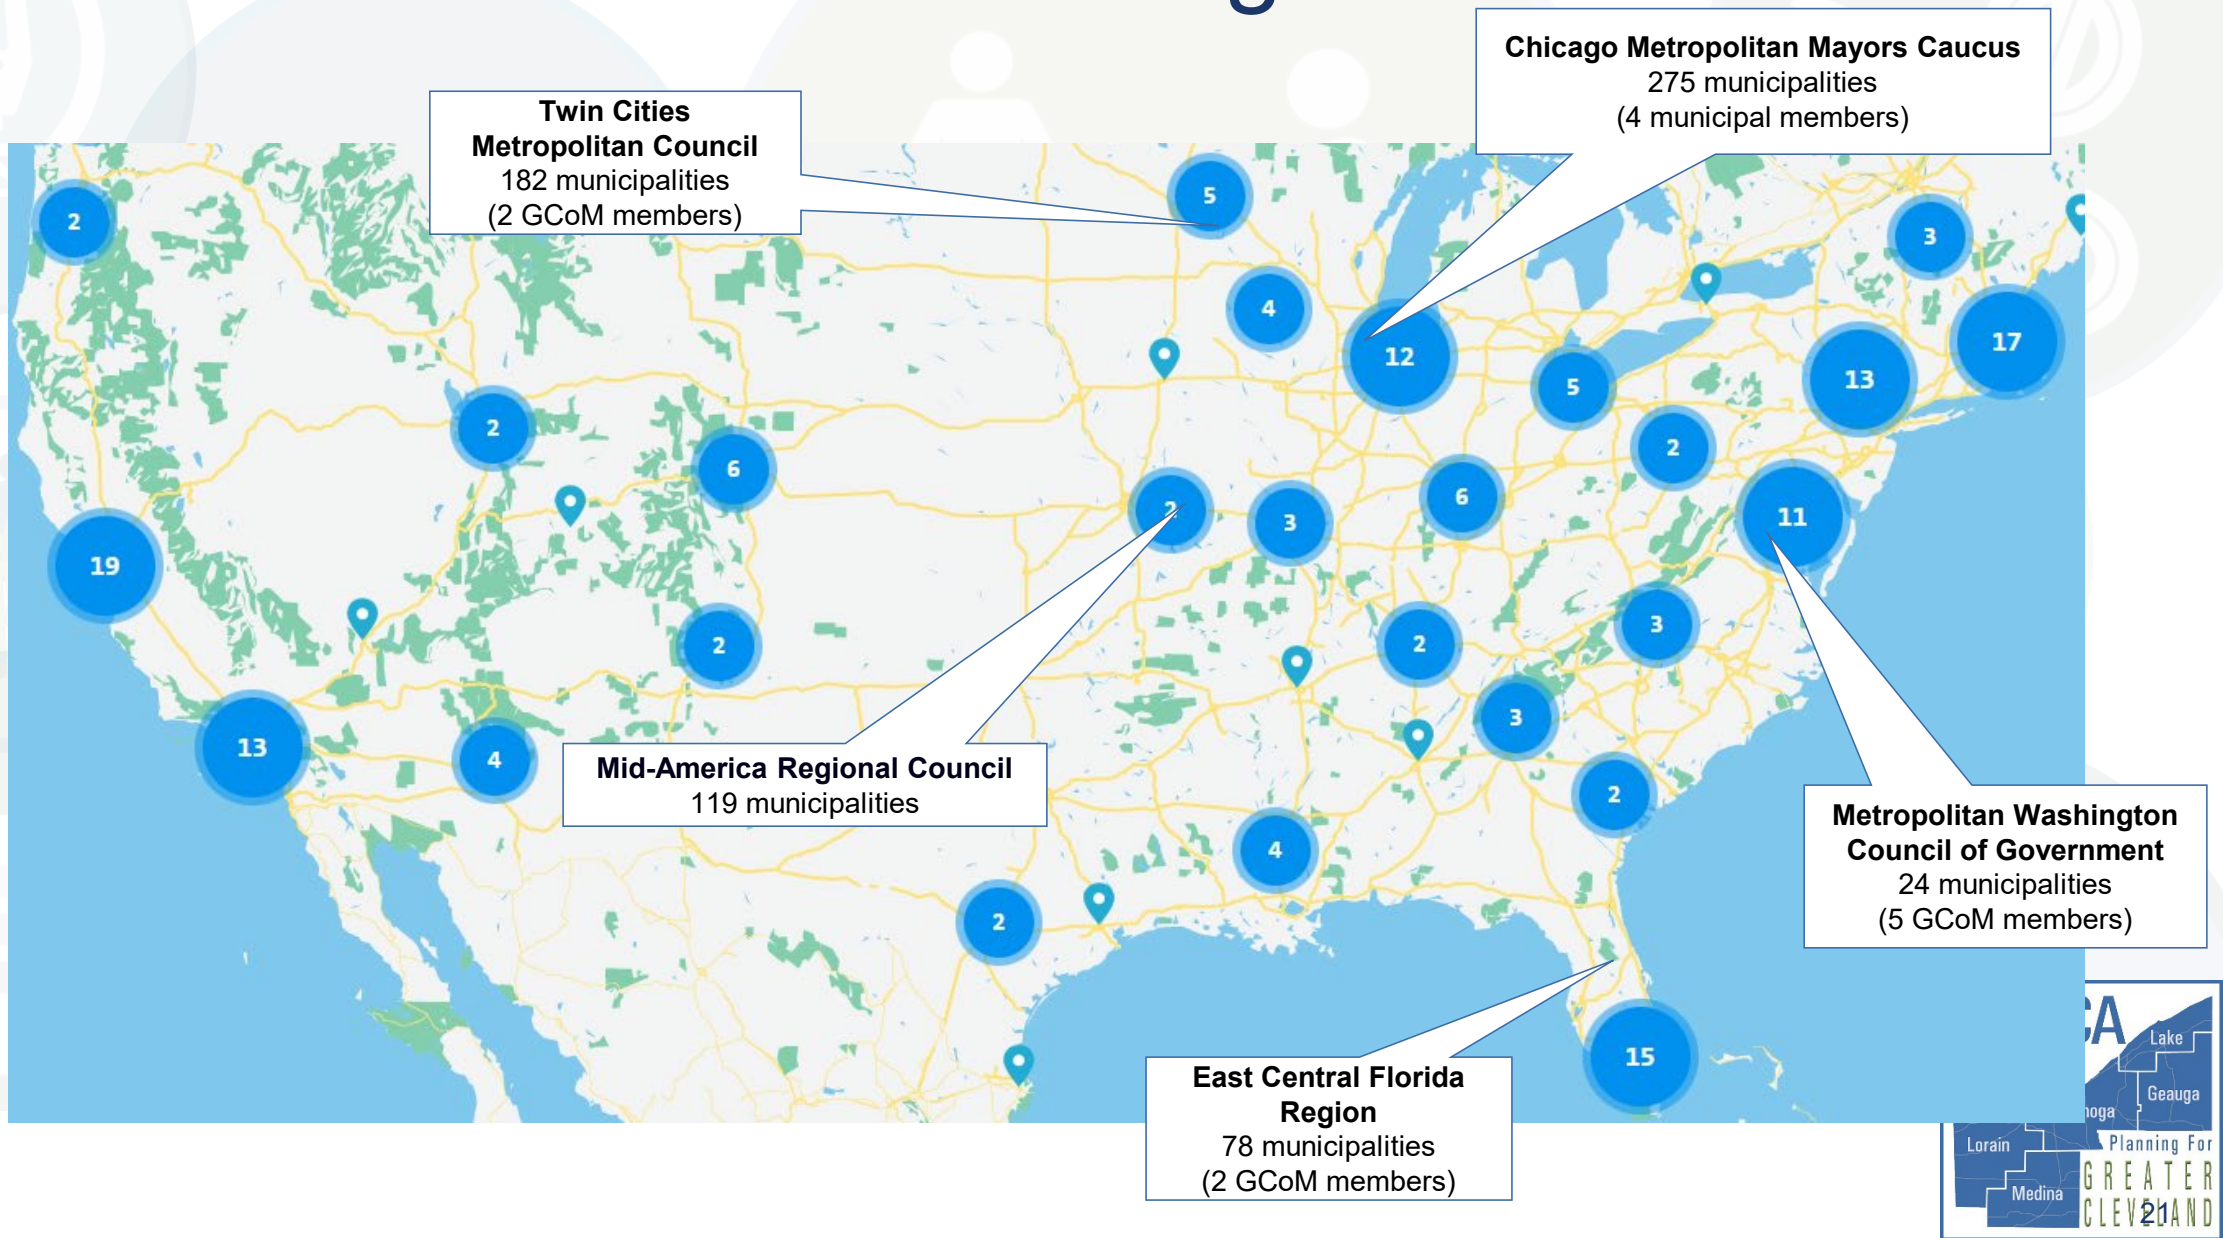 Chicago Metropolitan Mayors Caucus
275 municipalities
(4 municipal members)
Twin Cities
Metropolitan Council
182 municipalities
(2 GCoM members)
5
2
3
4
12
17
13
5
2
2
6
2
3
6
11
19
2
2
3
3
13
4
Mid-America Regional Council
119 municipalities
2
Metropolitan Washington
Council of Government
24 municipalities
(5 GCoM members)
4
2
15
East Central Florida
Region
78 municipalities
(2 GCoM members)
CA
Lake
Geauga
hoga
Lorain
Medina
Planning For
GREATER
CLEVELAND
21